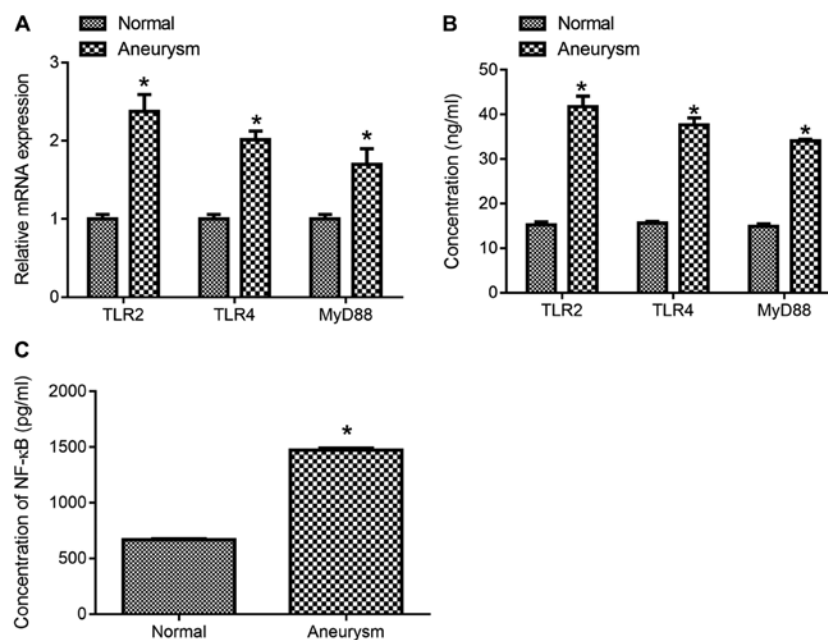 A
Normal
Aneurysm
Relative mRNA expression
3
2
1
0
*
*
*
TLR2
TLR4
MyD88
B
Normal
Aneurysm
Concentration (ng/ml)
50
40
30
20
10
0
*
*
*
TLR2
TLR4
MyD88
C
Concentration of NF-κB (pg/ml)
2000
1500
1000
500
0
*
Normal
Aneurysm